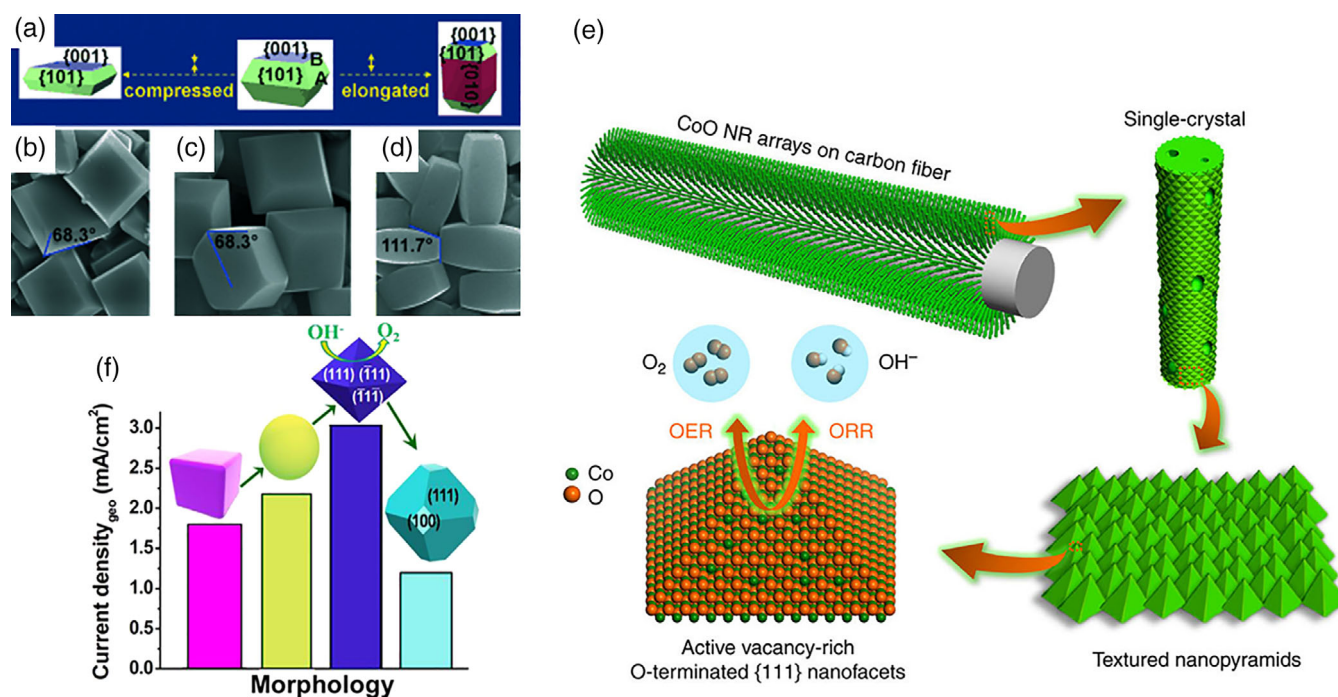 (a)
{001}
{101}
compressed
{001}
B
{101}
A
elongated
{001}
{101}
{010}
(b)
68.3°
(c)
68.3°
(d)
111.7°
(e)
CoO NR arrays on carbon fiber
Single-crystal
O₂
OH⁻
OER
ORR
Co
O
Active vacancy-rich
O-terminated {111} nanofacets
Textured nanopyramids
(f)
OH⁻
O₂
(111) (1̅11)
(1̅11̅)
(111)
(100)
Current density geo (mA/cm²)
3.0
2.5
2.0
1.5
1.0
0.5
0.0
Morphology